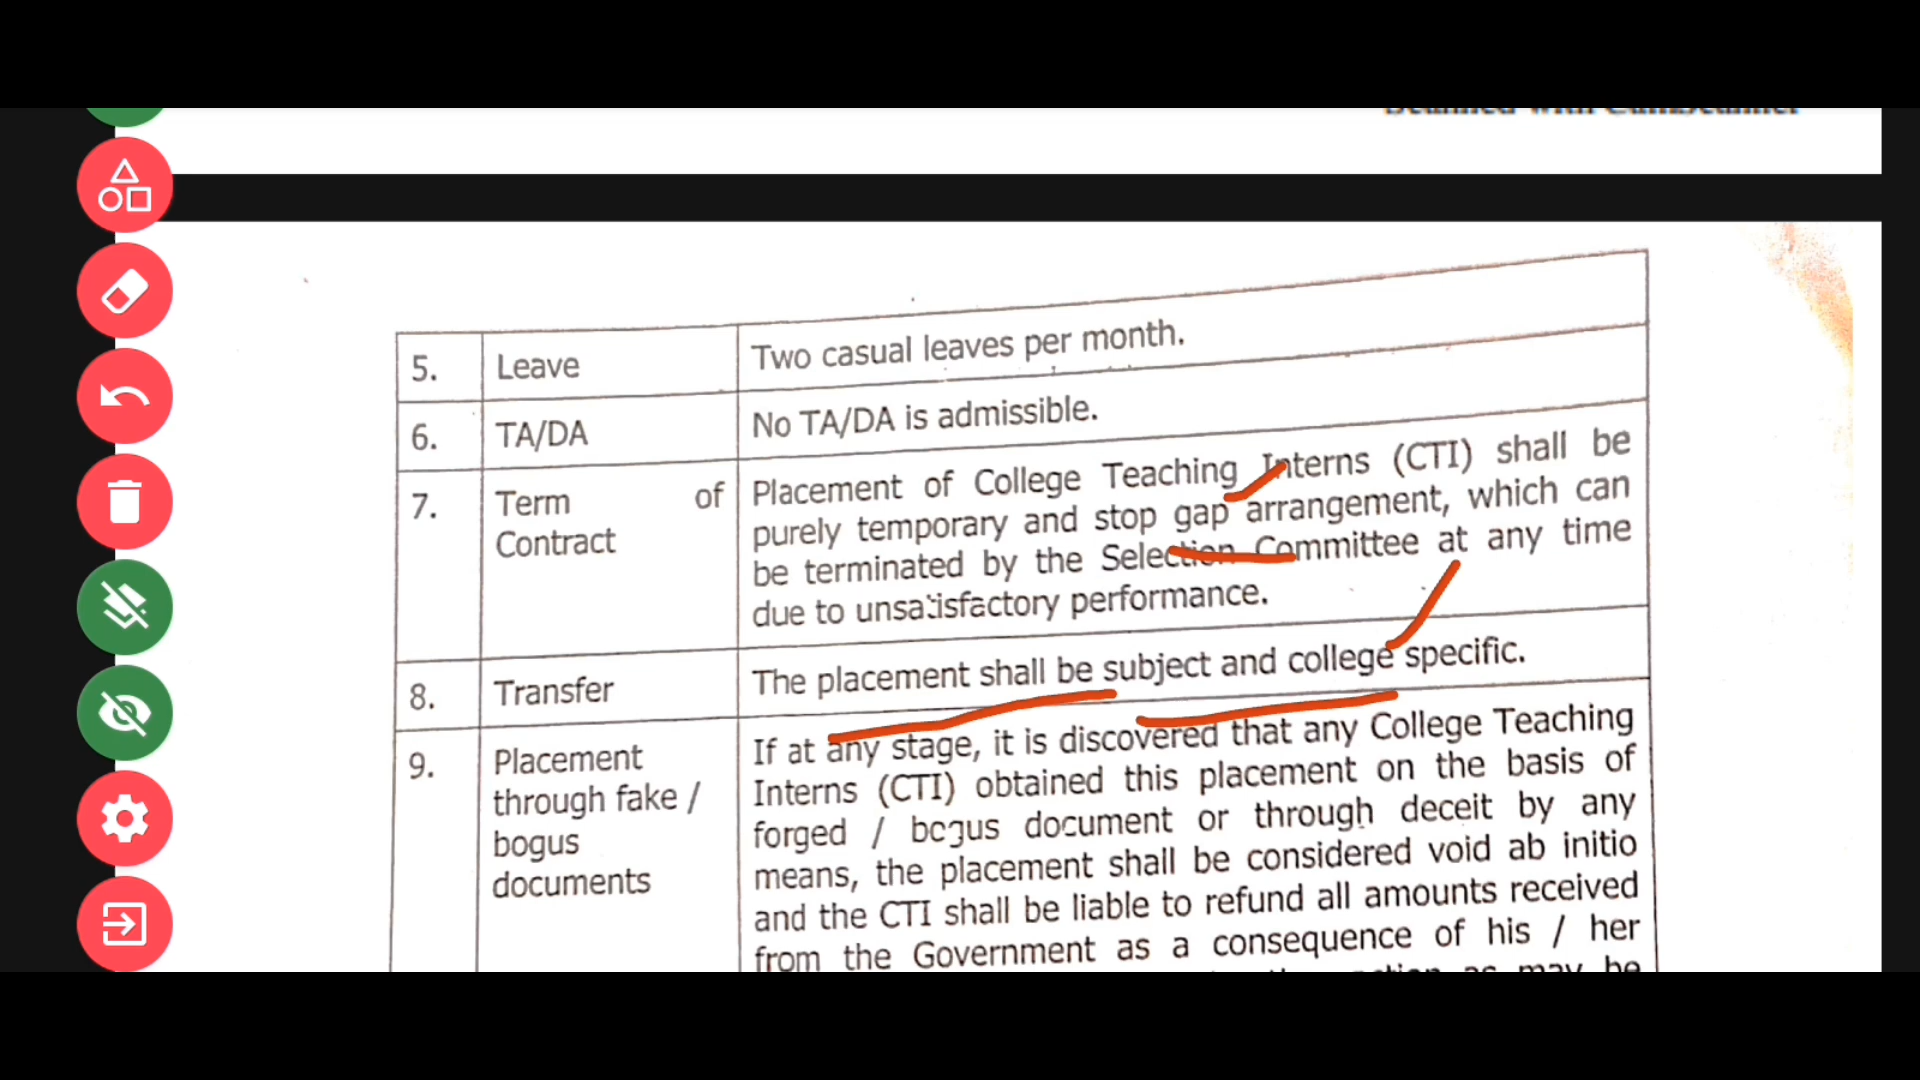 Scanned with CamScanner
5. Leave Two casual leaves per month.
6. TA/DA No TA/DA is admissible.
7. Term of Contract Placement of College Teaching Interns (CTI) shall be
purely temporary and stop gap arrangement, which can
be terminated by the Selection Committee at any time
due to unsatisfactory performance.
8. Transfer The placement shall be subject and college specific.
9. Placement through fake / bogus documents If at any stage, it is discovered that any College Teaching
Interns (CTI) obtained this placement on the basis of
forged / bogus document or through deceit by any
means, the placement shall be considered void ab initio
and the CTI shall be liable to refund all amounts received
from the Government as a consequence of his / her
as may be